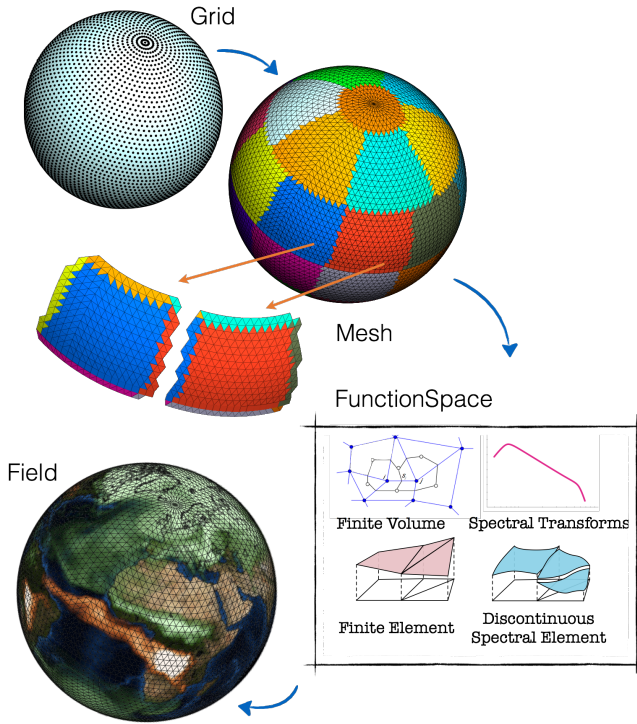 Grid
Mesh
FunctionSpace
Finite Volume
Spectral Transforms
Finite Element
Discontinuous
Spectral Element
Field